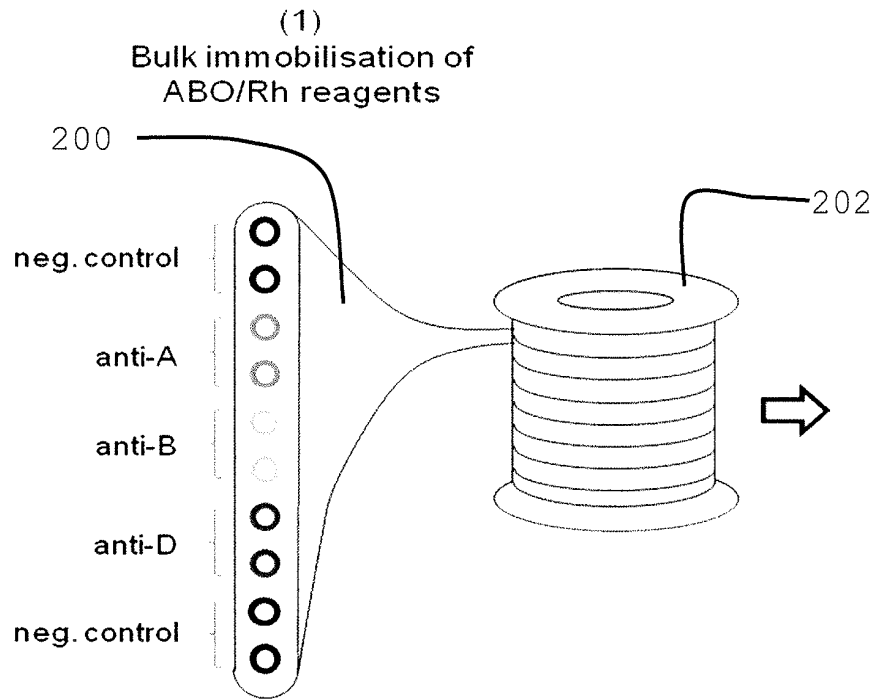 (1)
Bulk immobilisation of
ABO/Rh reagents
200
202
neg. control
anti-A
anti-B
anti-D
neg. control